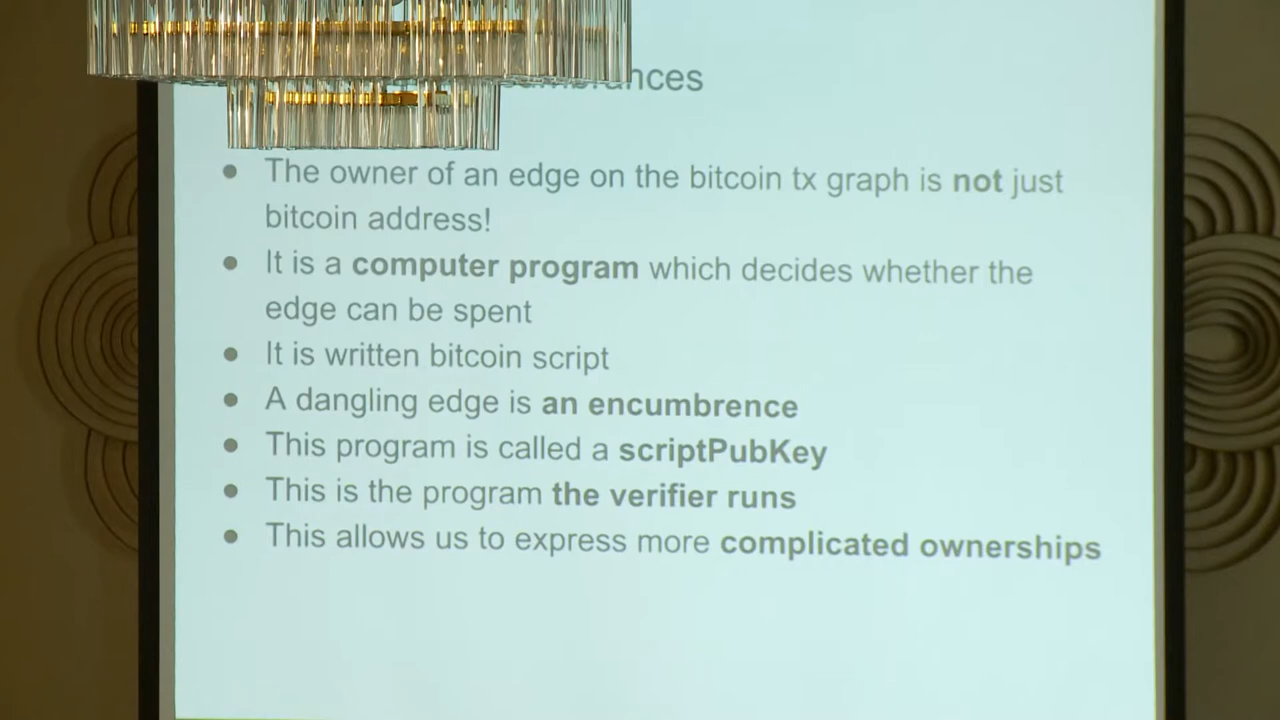 ● The owner of an edge on the bitcoin tx graph is not just
bitcoin address!
● It is a computer program which decides whether the
edge can be spent
● It is written bitcoin script
● A dangling edge is an encumbrence
● This program is called a scriptPubKey
● This is the program the verifier runs
● This allows us to express more complicated ownerships